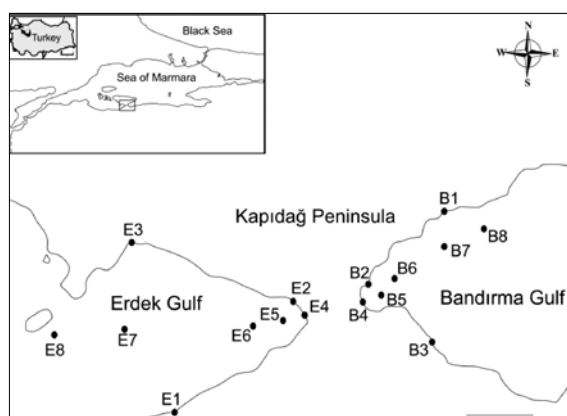 Turkey
Black Sea
Sea of Marmara
N
W E
S
B1
Kapıdağ Peninsula
B8
E3
B7
B2
B6
Erdek Gulf
E2
B5
Bandırma Gulf
E5
E4
B4
E6
E8
E7
B3
E1